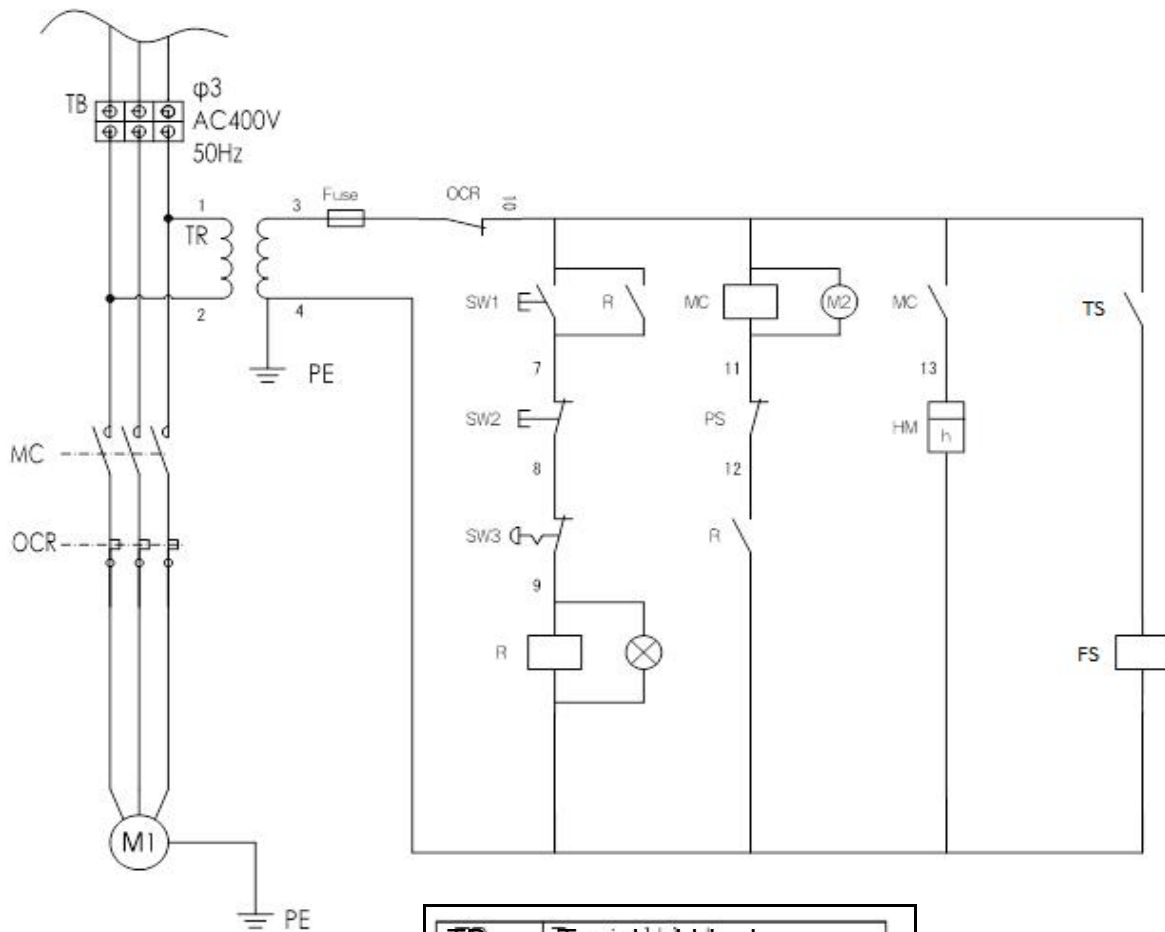 TB
φ3
AC400V
50Hz
1
TR
2
3
Fuse
OCR
10
4
PE
SW1
R
MC
M2
MC
TS
7
11
13
SW2
PS
HM
h
8
12
MC
SW3
R
OCR
9
R
FS
M1
PE